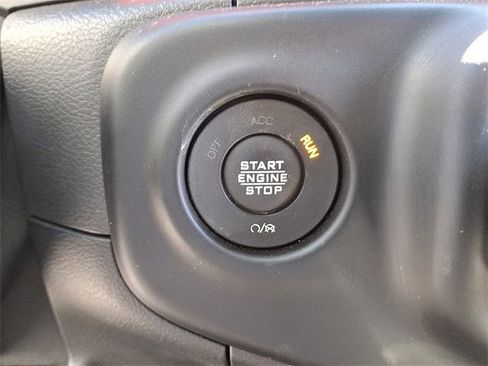 ACC
OFF
RUN
START
ENGINE
STOP